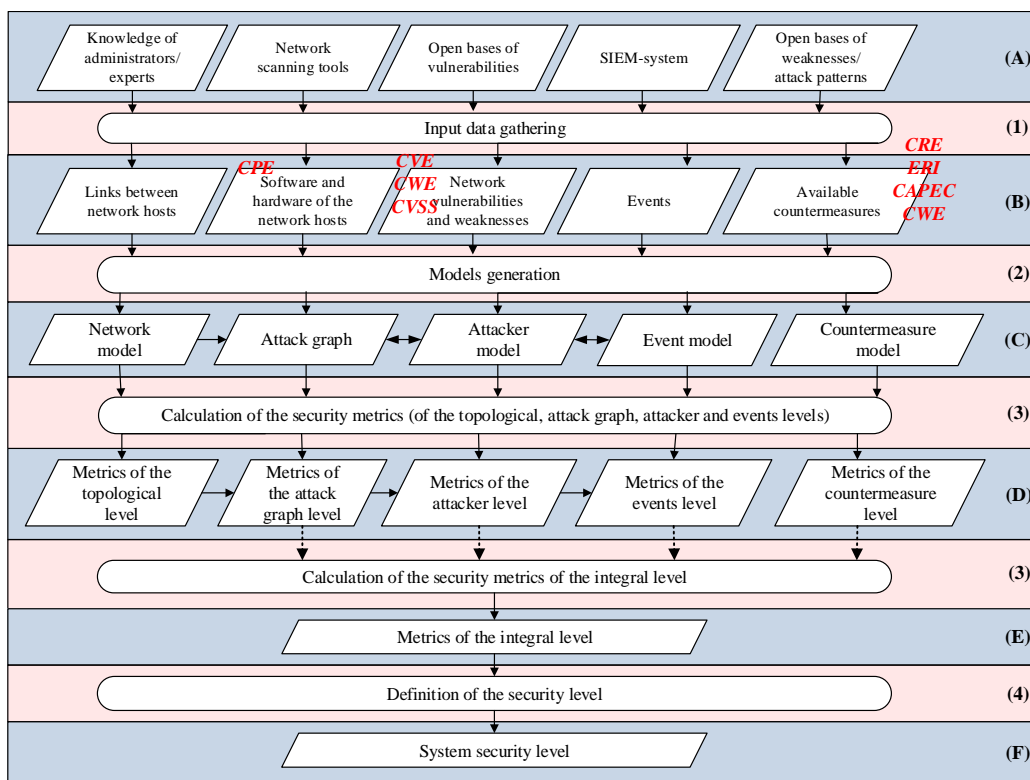 Knowledge of
administrators/
experts
Network
scanning tools
Open bases of
vulnerabilities
SIEM-system
Open bases of
weaknesses/
attack patterns
(A)
Input data gathering
(1)
Links between
network hosts
CPE
Software and
hardware of the
network hosts
CVE
CWE
CVSS
Network
vulnerabilities
and weaknesses
Events
Available
countermeasures
CRE
ERI
CAPEC
CWE
(B)
Models generation
(2)
Network
model
Attack graph
Attacker
model
Event model
Countermeasure
model
(C)
Calculation of the security metrics (of the topological, attack graph, attacker and events levels)
(3)
Metrics of the
topological
level
Metrics of
the attack
graph level
Metrics of the
attacker level
Metrics of the
events level
Metrics of the
countermeasure
level
(D)
Calculation of the security metrics of the integral level
(3)
Metrics of the integral level
(E)
Definition of the security level
(4)
System security level
(F)